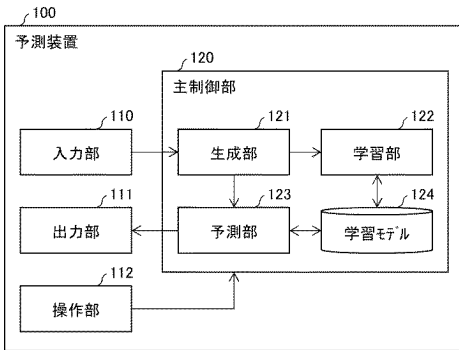 100
予測装置
120
主制御部
110
入力部
121
生成部
122
学習部
111
出力部
123
予測部
124
学習ﾓﾃﾞﾙ
112
操作部